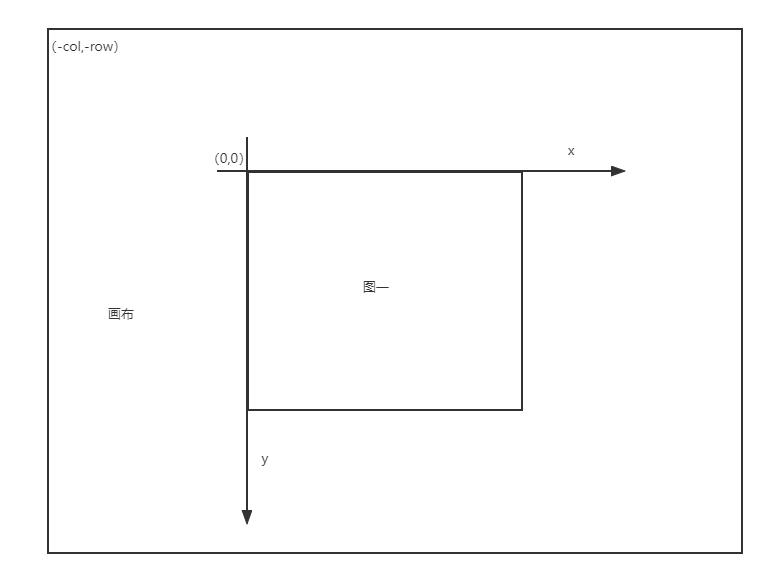 (-col,-row)
x
(0,0)
图一
画布
y